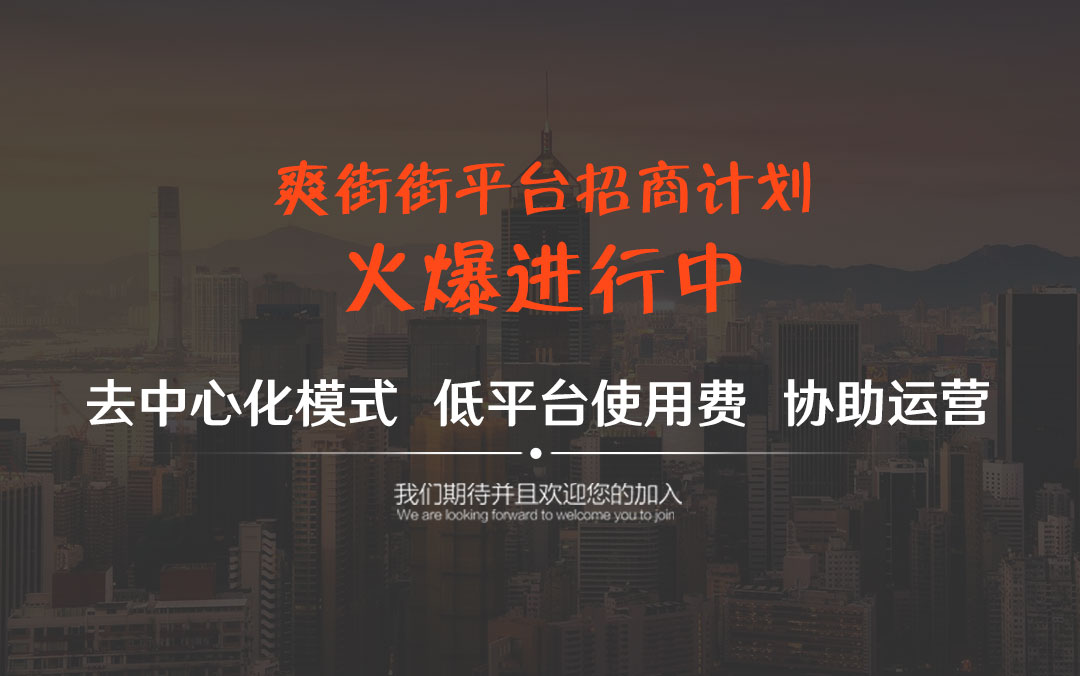 爽街街平台招商计划
火爆进行中
去中心化模式 低平台使用费 协助运营
我们期待并且欢迎您的加入
We are looking forward to welcome you to join